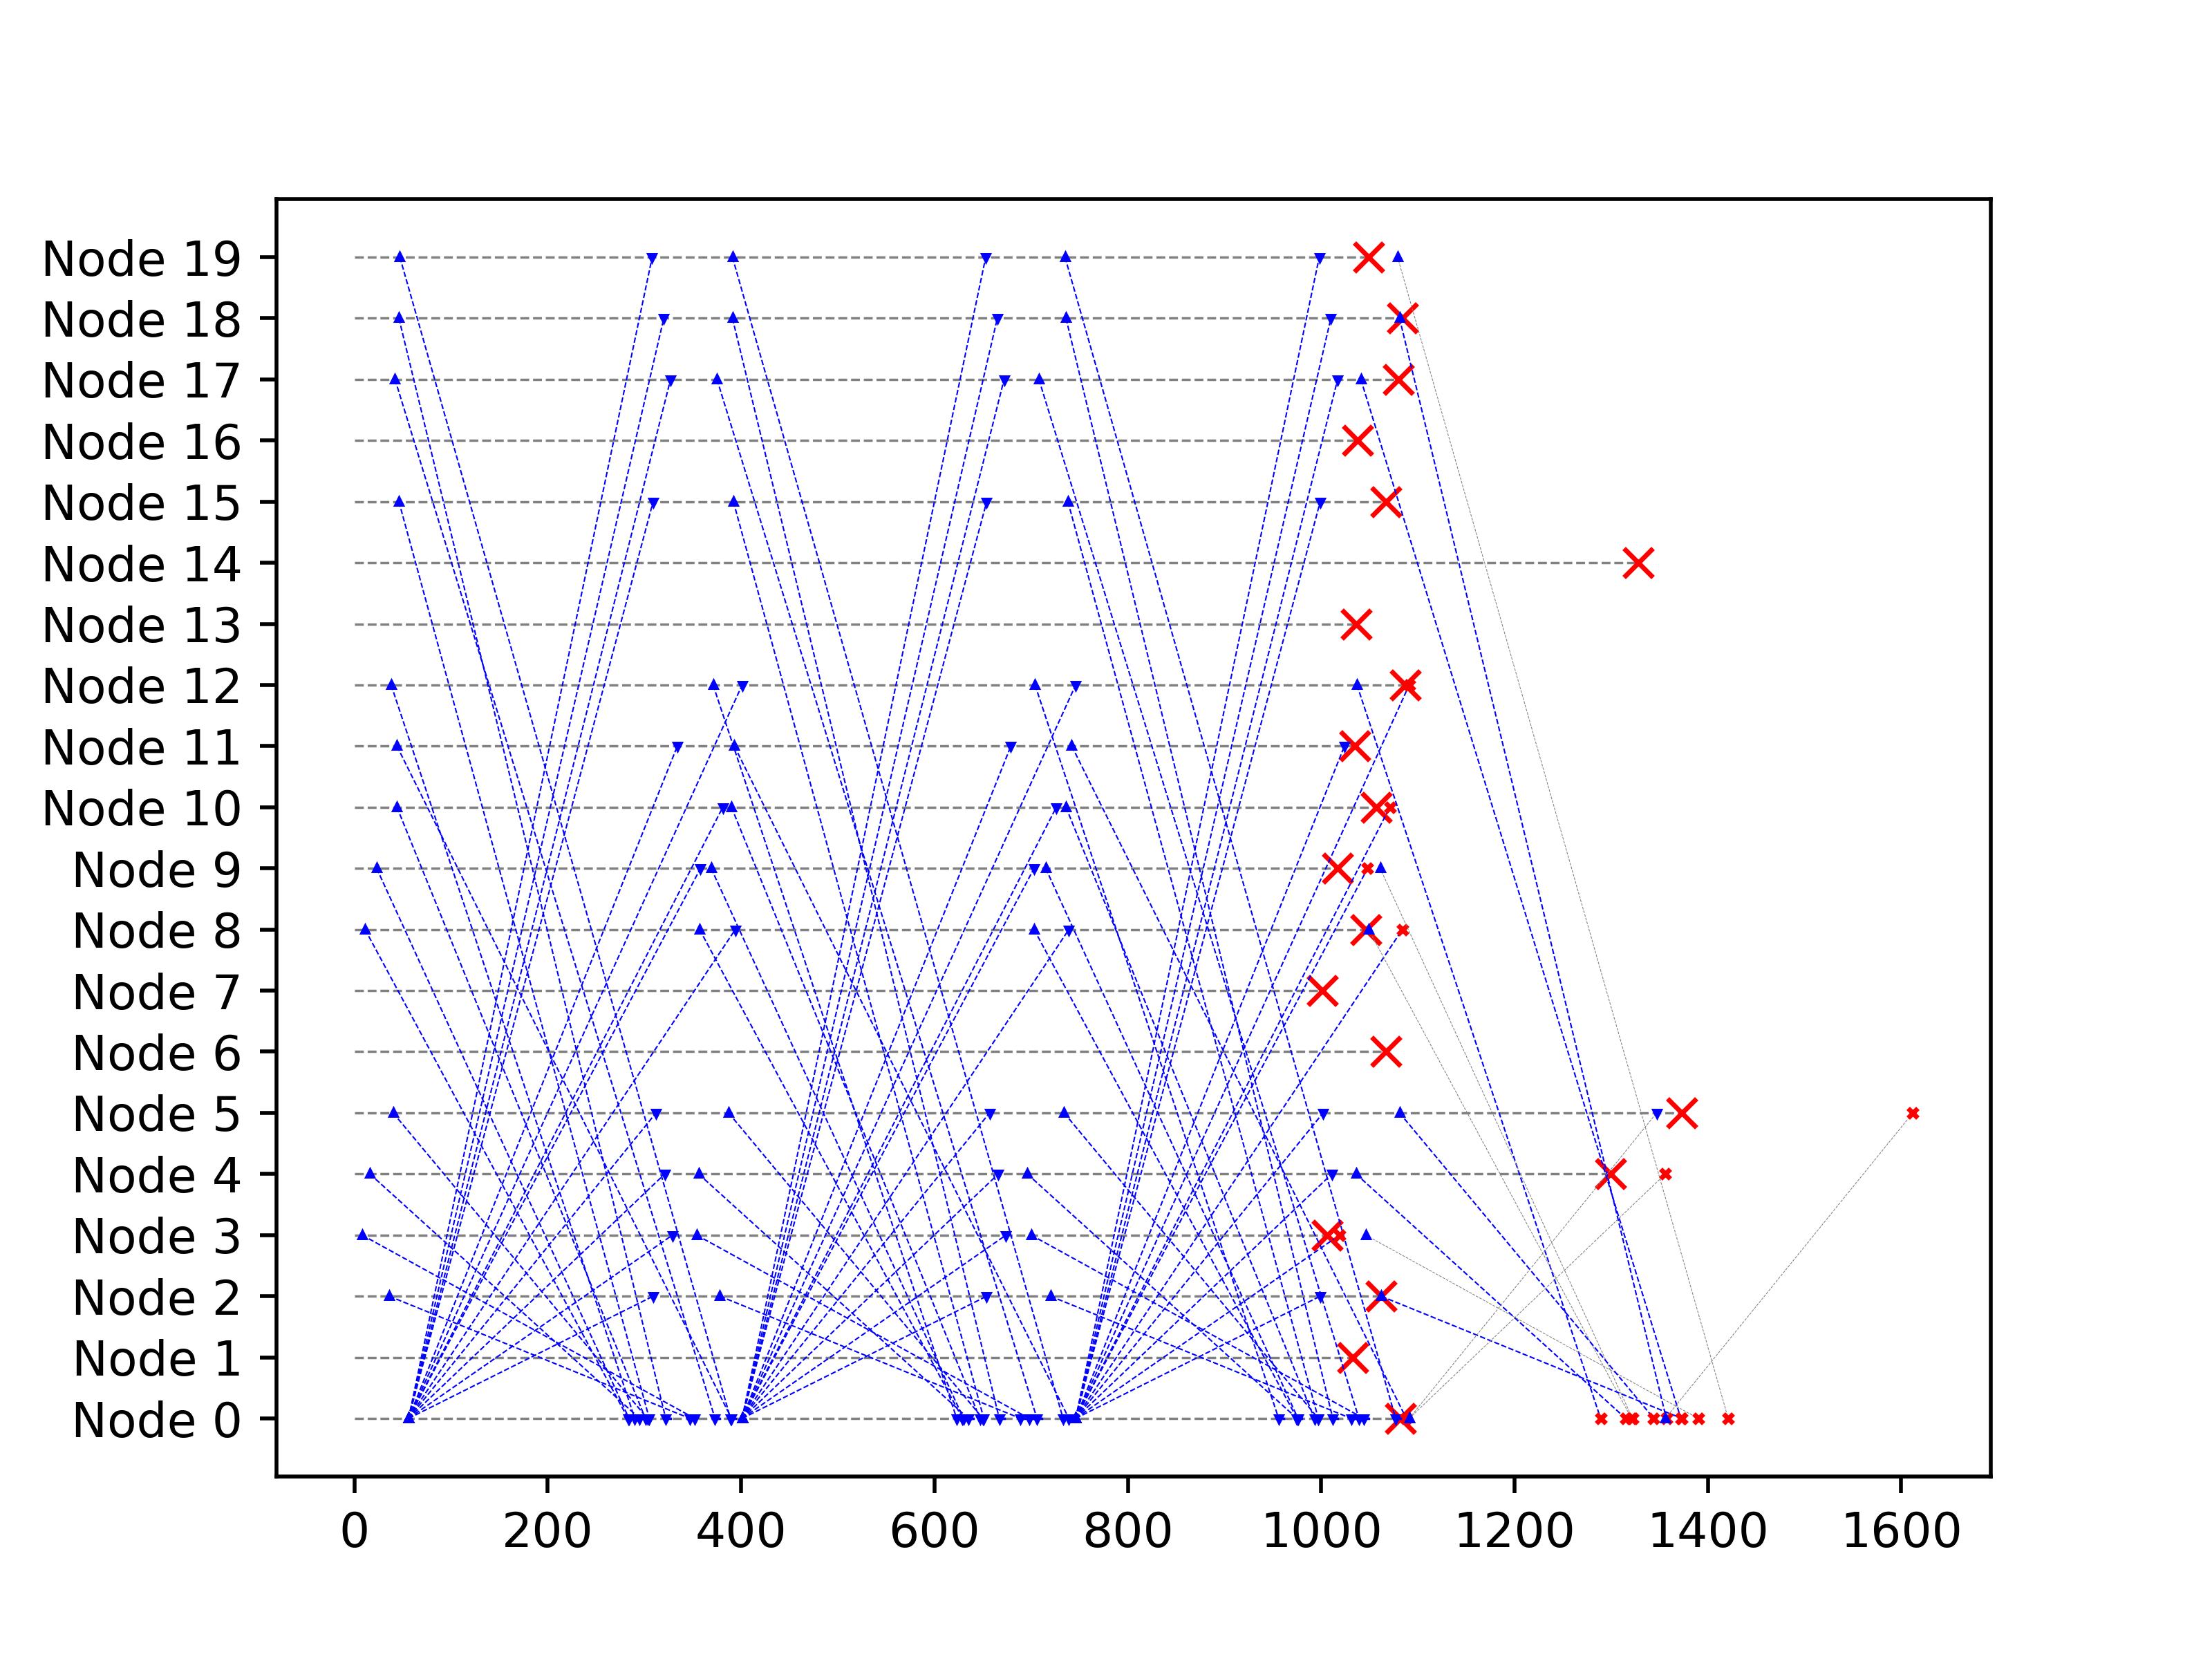 Node 19
Node 18
Node 17
Node 16
Node 15
Node 14
Node 13
Node 12
Node 11
Node 10
Node 9
Node 8
Node 7
Node 6
Node 5
Node 4
Node 3
Node 2
Node 1
Node 0
0 200 400 600 800 1000 1200 1400 1600